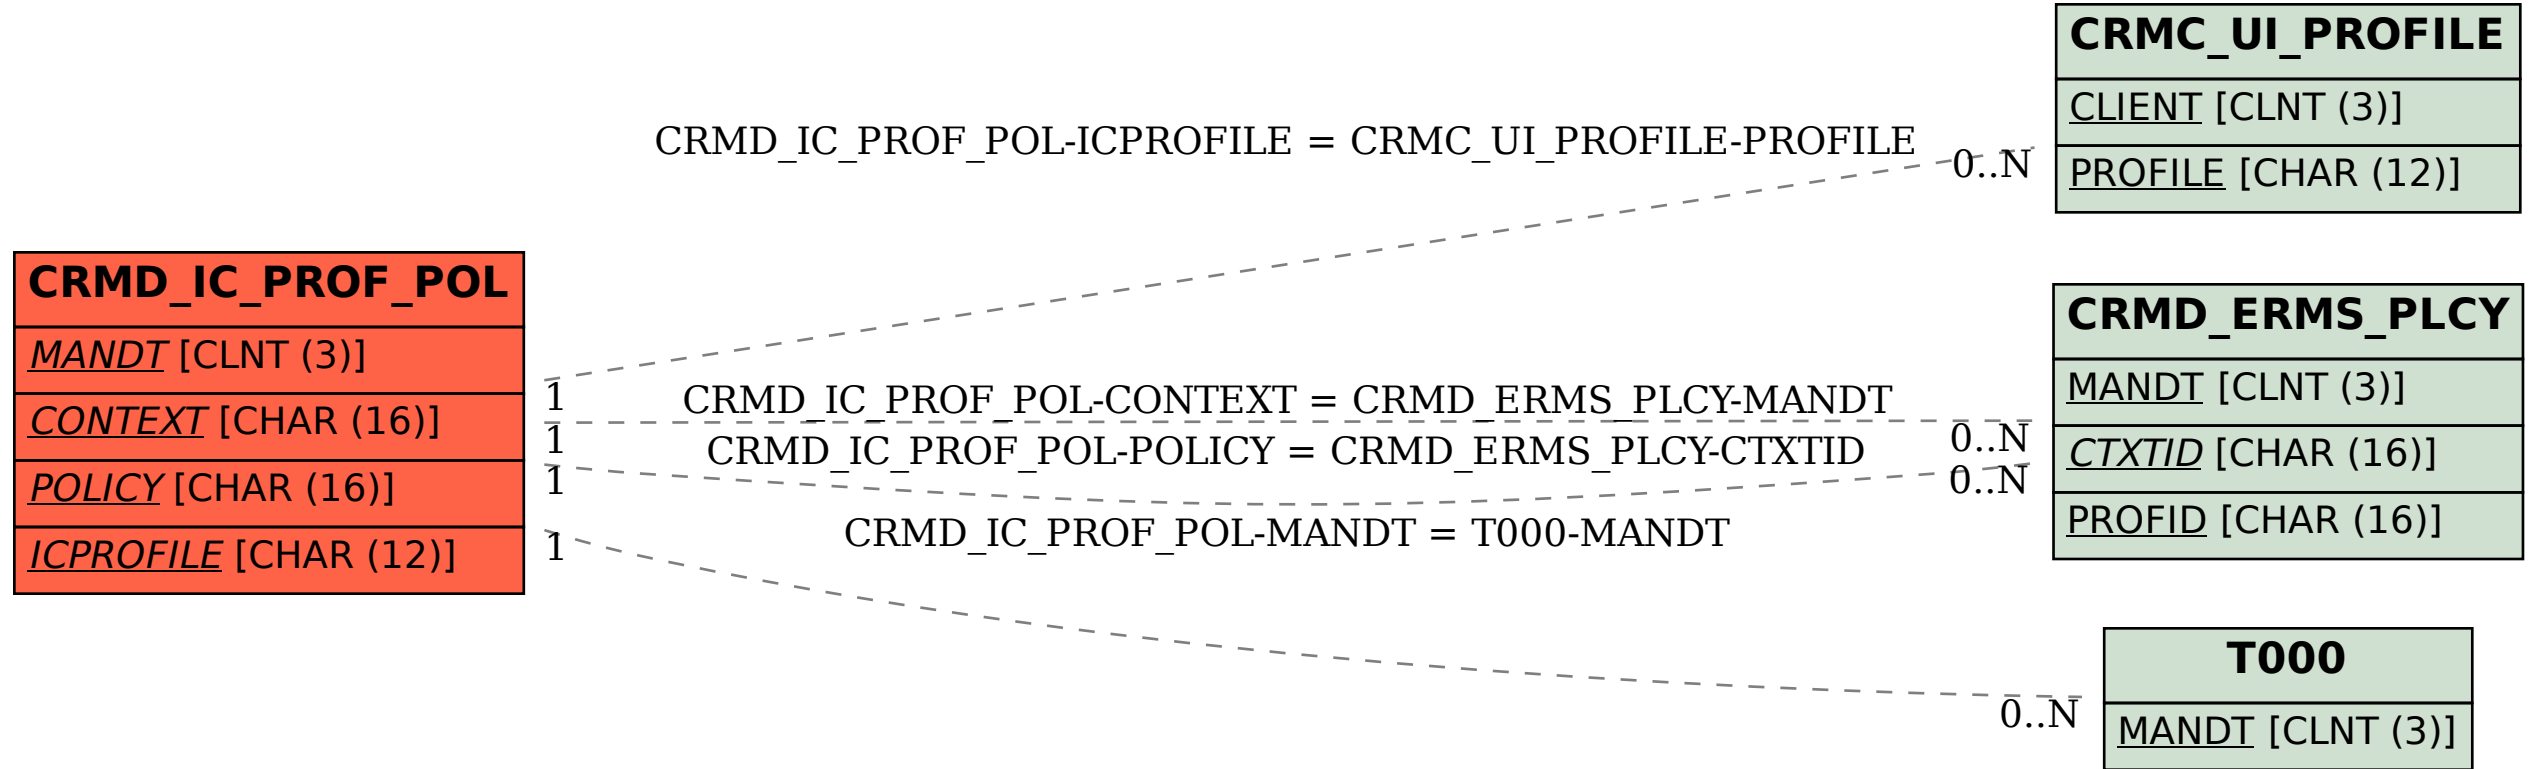 CRMC_UI_PROFILE
CLIENT [CLNT (3)]
PROFILE [CHAR (12)]
CRMD_IC_PROF_POL-ICPROFILE = CRMC_UI_PROFILE-PROFILE
0..N
CRMD_IC_PROF_POL
MANDT [CLNT (3)]
CONTEXT [CHAR (16)]
POLICY [CHAR (16)]
ICPROFILE [CHAR (12)]
1
1
1
1
CRMD_IC_PROF_POL-CONTEXT = CRMD_ERMS_PLCY-MANDT
CRMD_IC_PROF_POL-POLICY = CRMD_ERMS_PLCY-CTXTID
CRMD_IC_PROF_POL-MANDT = T000-MANDT
0..N
0..N
CRMD_ERMS_PLCY
MANDT [CLNT (3)]
CTXTID [CHAR (16)]
PROFID [CHAR (16)]
0..N
T000
MANDT [CLNT (3)]